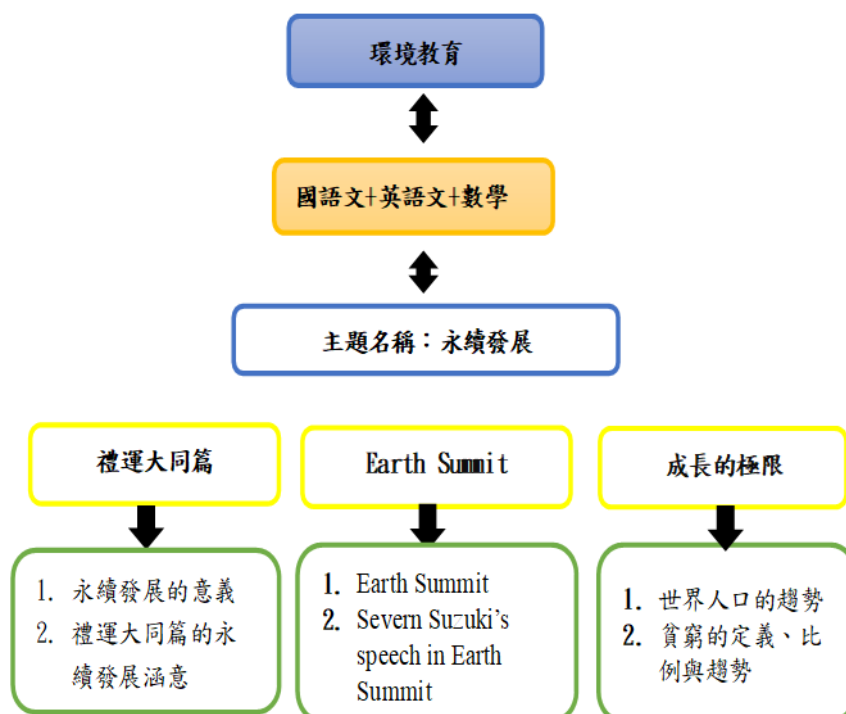 環境教育
國語文+英語文+數學
主題名稱：永續發展
禮運大同篇
Earth Summit
成長的極限
1. 永續發展的意義
2. 禮運大同篇的永
續發展涵意
1. Earth Summit
2. Severn Suzuki’s
speech in Earth
Summit
1. 世界人口的趨勢
2. 貧窮的定義、比
例與趨勢